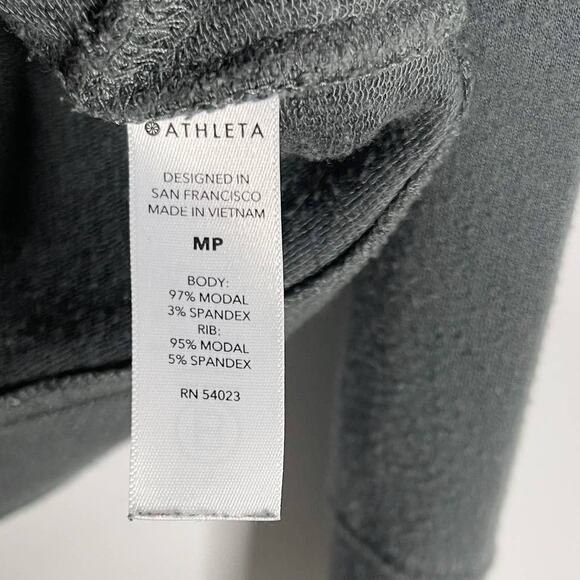 ATHLETA
DESIGNED IN
SAN FRANCISCO
MADE IN VIETNAM
MP
BODY:
97% MODAL
3% SPANDEX
RIB:
95% MODAL
5% SPANDEX
RN 54023